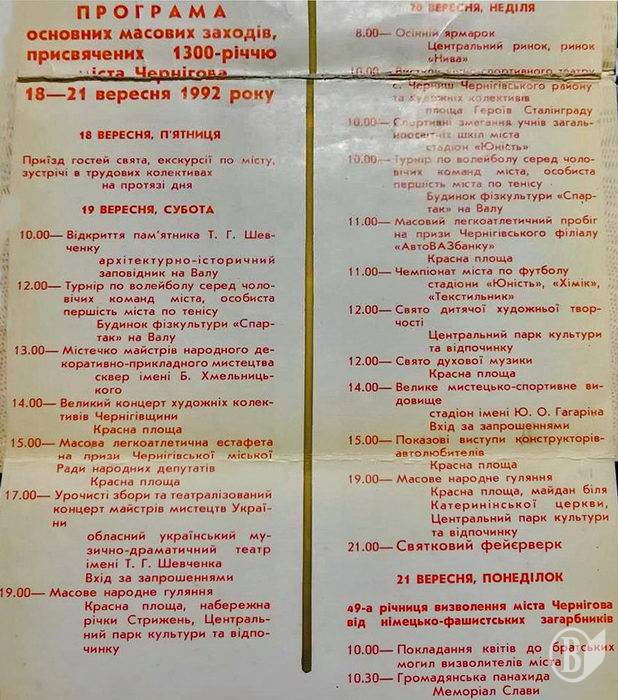 ПРОГРАМА
основних масових заходів,
присвячених 1300-річчю
міста Чернігова
18—21 вересня 1992 року
18 ВЕРЕСНЯ, П'ЯТНИЦЯ
Приїзд гостей свята, екскурсії по місту,
зустрічі в трудових колективах
на протязі дня
19 ВЕРЕСНЯ, СУБОТА
10.00— Відкриття пам'ятника Т. Г. Шев-
ченку
архітектурно-історичний
заповідник на Валу
12.00— Турнір по волейболу серед чоло-
вічих команд міста, особиста
першість міста по тенісу
Будинок фізкультури «Спар-
так» на Валу
13.00— Містечко майстрів народного де-
коративно-прикладного мистецтва
сквер імені Б. Хмельниць-
кого
14.00— Великий концерт художніх колек-
тивів Чернігівщини
Красна площа
15.00— Масова легкоатлетична естафета
на призи Чернігівської міської
Ради народних депутатів
Красна площа
17.00— Урочисті збори та театралізований
концерт майстрів мистецтв Украї-
ни
обласний український му-
зично-драматичний театр
імені Т. Г. Шевченка
Вхід за запрошеннями
19.00— Масове народне гуляння
Красна площа, набережна
річки Стрижень, Централь-
ний парк культури та відпо-
чинку
20 ВЕРЕСНЯ, НЕДІЛЯ
8.00— Осінній ярмарок
Центральний ринок, ринок
«Нива»
10.00— Виступи кінно-спортивного театру
с. Черниш Чернігівського району
та художніх колективів
площа Героїв Сталінграду
10.00— Спортивні змагання учнів загаль-
ноосвітніх шкіл міста
стадіон «Юність»
10.00— Турнір по волейболу серед чоло-
вічих команд міста, особиста
першість міста по тенісу
Будинок фізкультури «Спар-
так» на Валу
11.00— Масовий легкоатлетичний пробіг
на призи Чернігівського філіалу
«АвтоВАЗбанку»
Красна площа
11.00— Чемпіонат міста по футболу
стадіони «Юність», «Хімік»,
«Текстильник»
12.00— Свято дитячої художньої твор-
чості
Центральний парк культури
та відпочинку
12.00— Свято духової музики
Красна площа
14.00— Велике мистецько-спортивне ви-
довище
стадіон імені Ю. О. Гагаріна
Вхід за запрошеннями
15.00— Показові виступи конструкторів-
автолюбителів
Красна площа
19.00— Масове народне гуляння
Красна площа, майдан біля
Катерининської церкви,
Центральний парк культури
та відпочинку
21.00— Святковий фейєрверк
21 ВЕРЕСНЯ, ПОНЕДІЛОК
49-а річниця визволення міста Чернігова
від німецько-фашистських загарбників
10.00— Покладання квітів до братських
могил визволителів міста
10.30— Громадянська панахида
Меморіал Слави
В